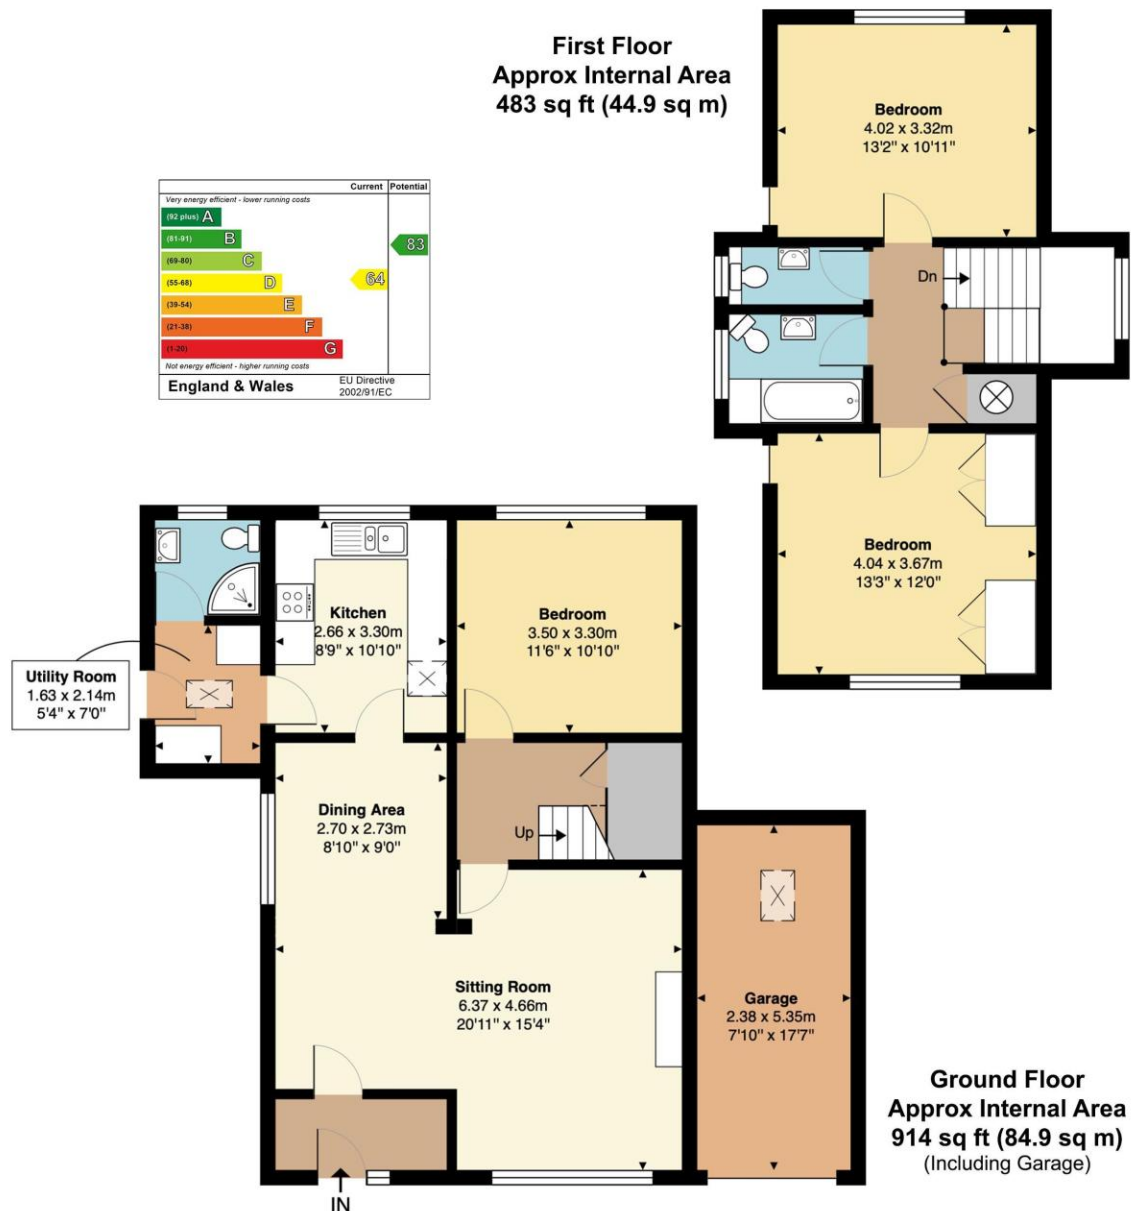 First Floor
Approx Internal Area
483 sq ft (44.9 sq m)
Bedroom
4.02 x 3.32m
13'2" x 10'11"
Dn
Bedroom
4.04 x 3.67m
13'3" x 12'0"
Current Potential
Very energy efficient - lower running costs
(92 plus) A
(81-91) B
(69-80) C
(55-68) D
(39-54) E
(21-38) F
(1-20) G
83
64
Not energy efficient - higher running costs
England & Wales
EU Directive
2002/91/EC
Kitchen
2.66 x 3.30m
8'9" x 10'10"
Bedroom
3.50 x 3.30m
11'6" x 10'10"
Utility Room
1.63 x 2.14m
5'4" x 7'0"
Dining Area
2.70 x 2.73m
8'10" x 9'0"
Up
Sitting Room
6.37 x 4.66m
20'11" x 15'4"
Garage
2.38 x 5.35m
7'10" x 17'7"
IN
Ground Floor
Approx Internal Area
914 sq ft (84.9 sq m)
(Including Garage)